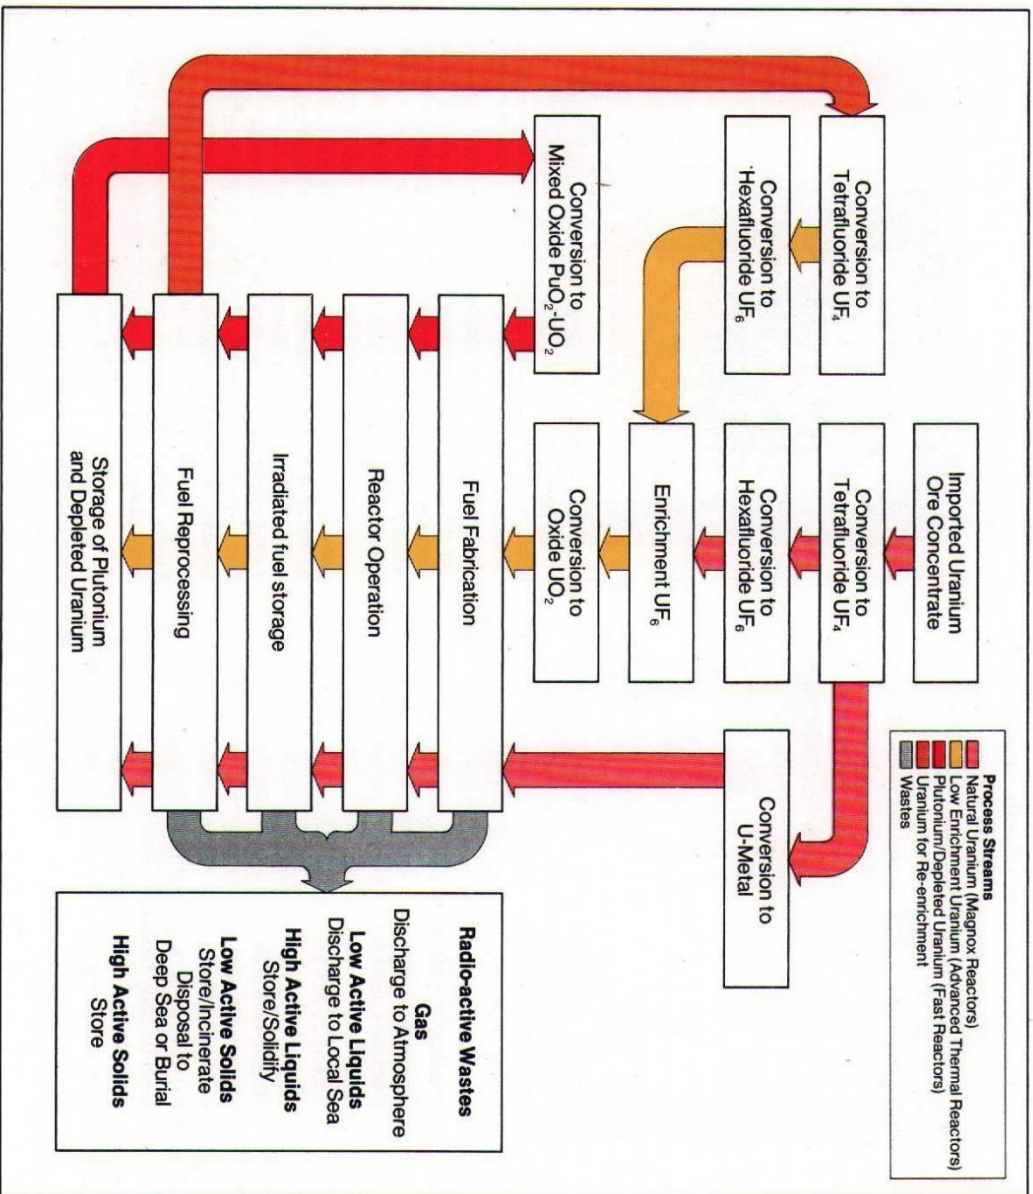 Process Streams
Natural Uranium (Magnox Reactors)
Low Enrichment Uranium (Advanced Thermal Reactors)
Plutonium/Depleted Uranium (Fast Reactors)
Uranium for Re-enrichment
Wastes
Imported Uranium
Ore Concentrate
Conversion to
Tetrafluoride UF₄
Conversion to
Tetrafluoride UF₄
Conversion to
Hexafluoride UF₆
Conversion to
Hexafluoride UF₆
Conversion to
U-Metal
Enrichment UF₆
Conversion to
Mixed Oxide PuO₂-UO₂
Conversion to
Oxide UO₂
Fuel Fabrication
Reactor Operation
Irradiated fuel storage
Fuel Reprocessing
Storage of Plutonium
and Depleted Uranium
Radio-active Wastes
Gas
Discharge to Atmosphere
Low Active Liquids
Discharge to Local Sea
High Active Liquids
Store/Solidify
Low Active Solids
Store/Incinerate
Disposal to
Deep Sea or Burial
High Active Solids
Store